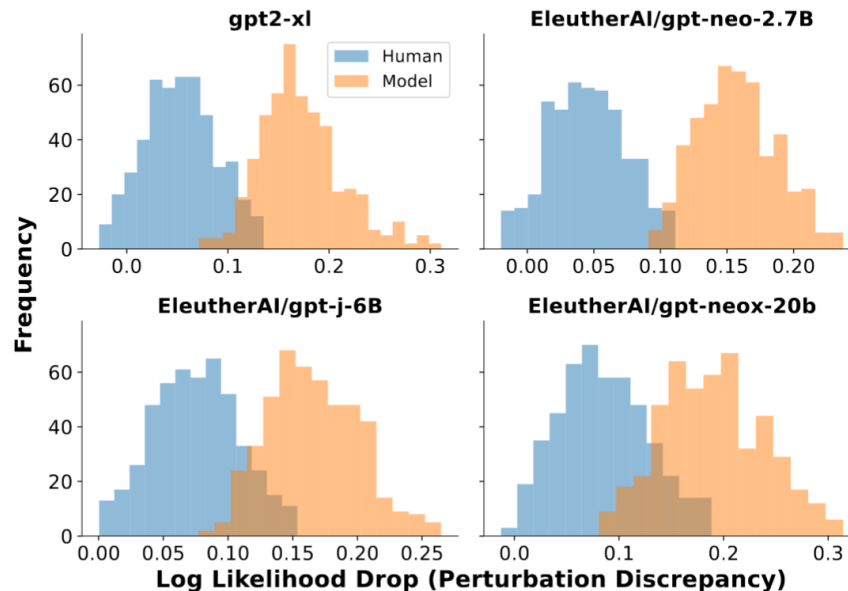 gpt2-xl
EleutherAI/gpt-neo-2.7B
Human
Model
60
40
20
0
0.0 0.1 0.2 0.3
0.00 0.05 0.10 0.15 0.20
EleutherAI/gpt-j-6B
EleutherAI/gpt-neox-20b
60
40
20
0
0.00 0.05 0.10 0.15 0.20 0.25
0.0 0.1 0.2 0.3
Frequency
Log Likelihood Drop (Perturbation Discrepancy)